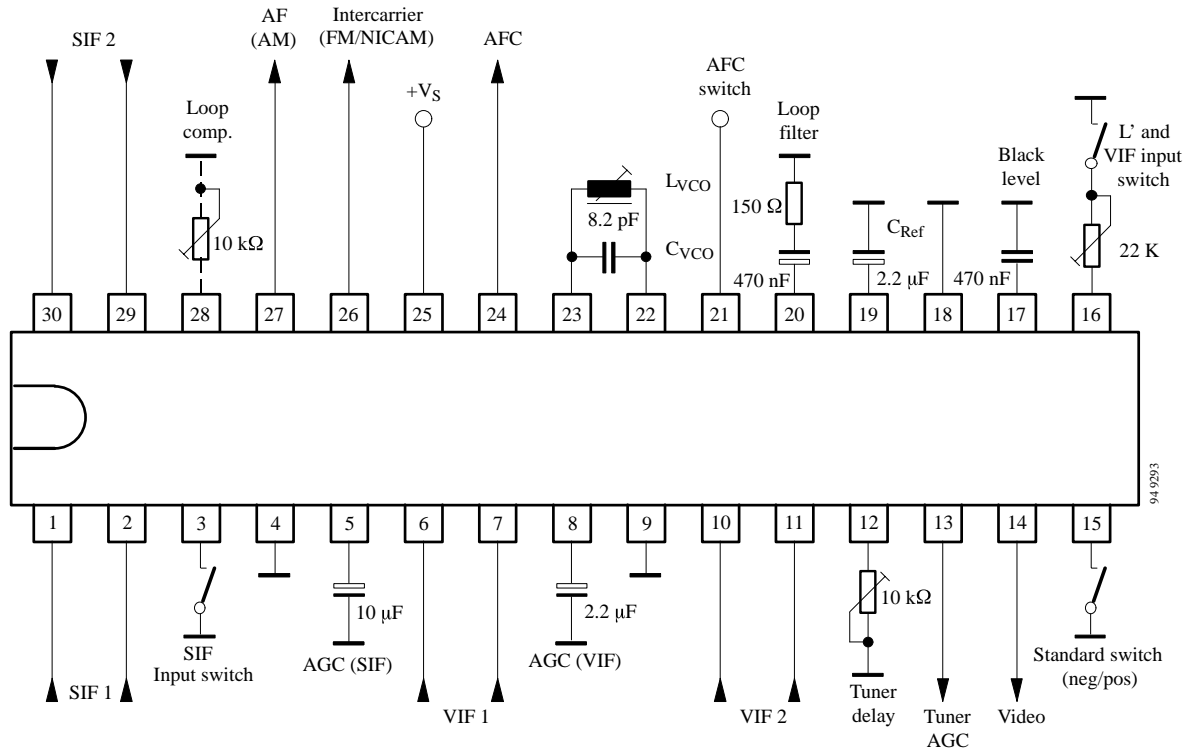 SIF 2
AF
(AM)
Intercarrier
(FM/NICAM)
AFC
+VS
AFC
switch
Loop
comp.
Loop
filter
Black
level
L' and
VIF input
switch
LVCO
8.2 pF
CVCO
150 Ω
470 nF
CRef
2.2 μF
470 nF
22 K
10 kΩ
30 29 28 27 26 25 24 23 22 21 20 19 18 17 16
94 9293
1 2 3 4 5 6 7 8 9 10 11 12 13 14 15
10 μF
2.2 μF
10 kΩ
SIF
Input switch
AGC (SIF)
AGC (VIF)
Standard switch
(neg/pos)
SIF 1
VIF 1
VIF 2
Tuner
delay
Tuner
AGC
Video